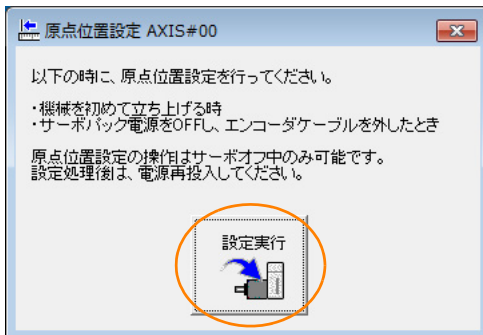 原点位置設定 AXIS#00
以下の時に、原点位置設定を行ってください。
・機械を初めて立ち上げる時
・サーボパック電源をOFFし、エンコーダケーブルを外したとき
原点位置設定の操作はサーボオフ中のみ可能です。
設定処理後は、電源再投入してください。
設定実行